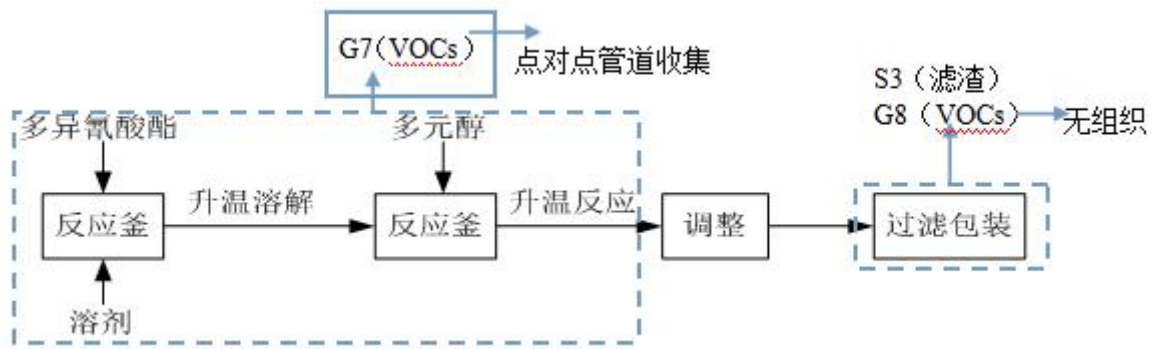 G7(VOCs)
点对点管道收集
S3（滤渣）
G8（VOCs）
无组织
多异氰酸酯
多元醇
反应釜
升温溶解
反应釜
升温反应
调整
过滤包装
溶剂